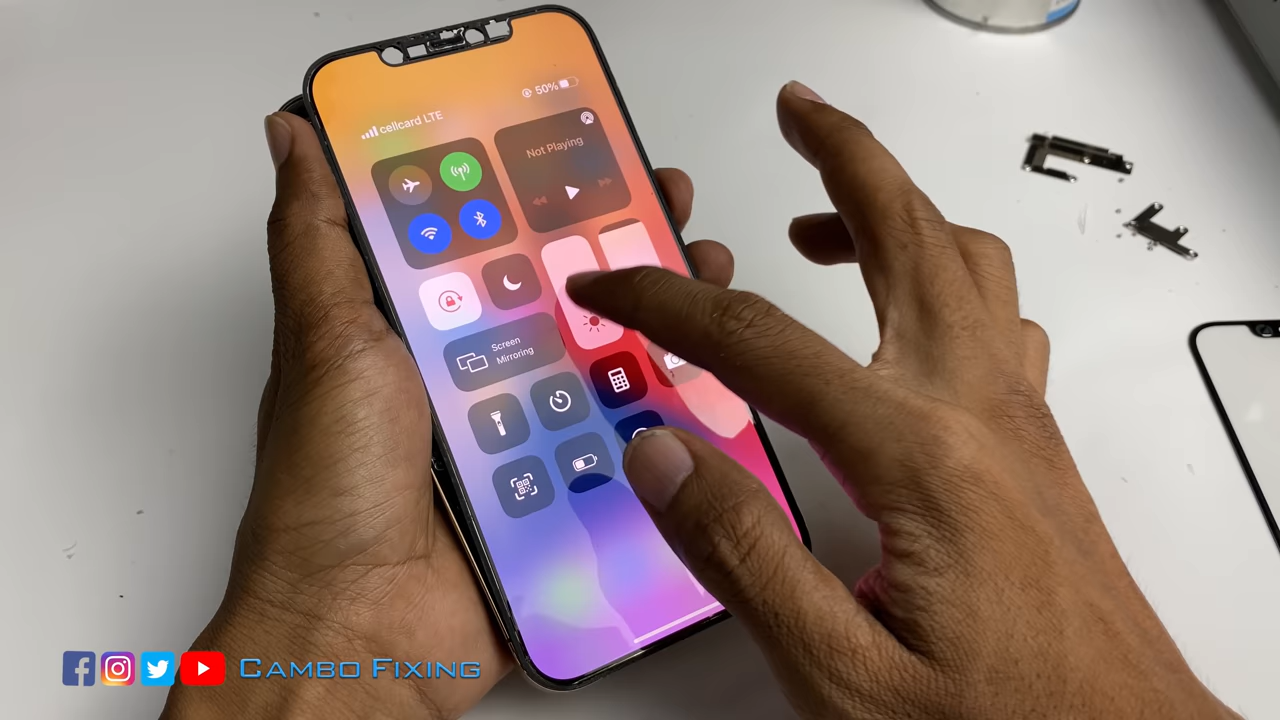 50%
cellcard LTE
Not Playing
Screen
Mirroring
CAMBO FIXING